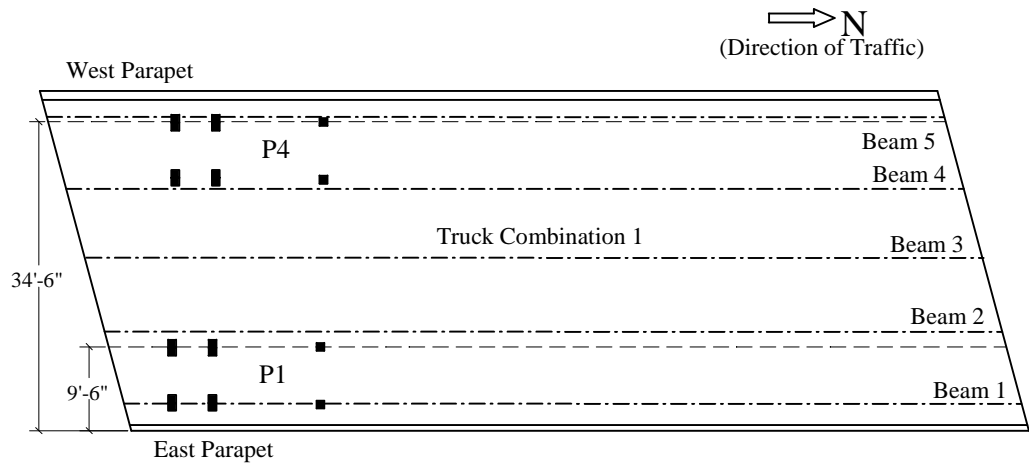 N
(Direction of Traffic)
West Parapet
P4
Beam 5
Beam 4
Truck Combination 1
Beam 3
34'-6"
Beam 2
P1
9'-6"
Beam 1
East Parapet